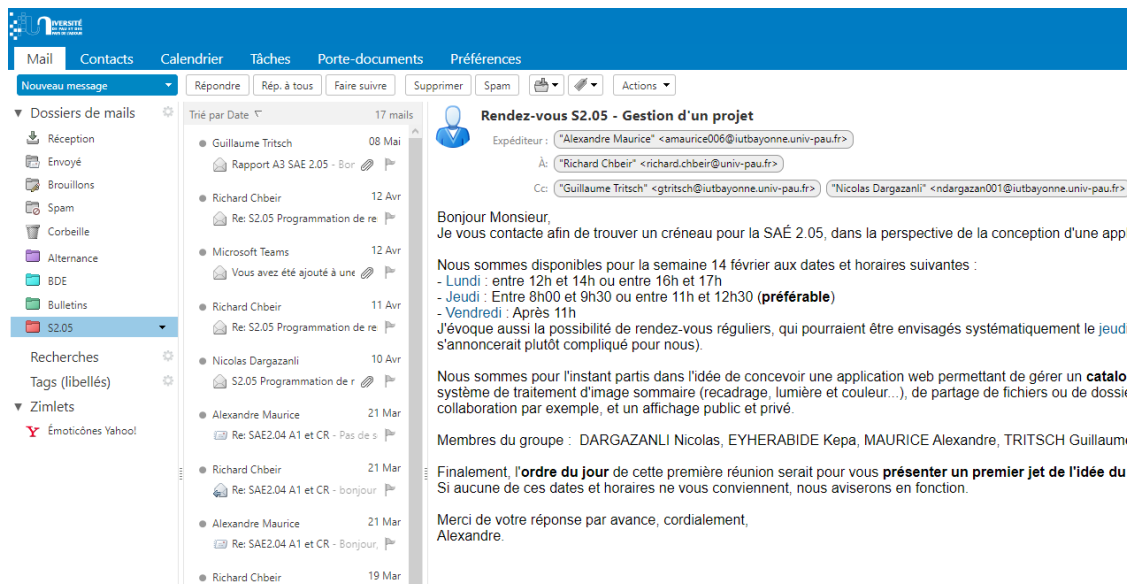 UNIVERSITÉ
Mail Contacts Calendrier Tâches Porte-documents Préférences
Nouveau message
Répondre Rép. à tous Faire suivre Supprimer Spam Actions
Dossiers de mails
Réception
Envoyé
Brouillons
Spam
Corbeille
Alternance
BDE
Bulletins
S2.05
Recherches
Tags (libellés)
Zimlets
Émoticônes Yahoo!
Trié par Date 17 mails
Guillaume Tritsch 08 Mai
Rapport A3 SAE 2.05 - Bor
Richard Chbeir 12 Avr
Re: S2.05 Programmation de re
Microsoft Teams 12 Avr
Vous avez été ajouté à une
Richard Chbeir 11 Avr
Re: S2.05 Programmation de re
Nicolas Dargazanli 10 Avr
S2.05 Programmation de r
Alexandre Maurice 21 Mar
Re: SAE2.04 A1 et CR - Pas de s
Richard Chbeir 21 Mar
Re: SAE2.04 A1 et CR - bonjour
Alexandre Maurice 21 Mar
Re: SAE2.04 A1 et CR - Bonjour,
Richard Chbeir 19 Mar
Rendez-vous S2.05 - Gestion d'un projet
Expéditeur : "Alexandre Maurice" <amaurice006@iutbayonne.univ-pau.fr>
À: "Richard Chbeir" <richard.chbeir@univ-pau.fr>
Cc: "Guillaume Tritsch" <gtritsch@iutbayonne.univ-pau.fr> "Nicolas Dargazanli" <ndargazan001@iutbayonne.univ-pau.fr>
Bonjour Monsieur,
Je vous contacte afin de trouver un créneau pour la SAÉ 2.05, dans la perspective de la conception d'une appl
Nous sommes disponibles pour la semaine 14 février aux dates et horaires suivantes :
- Lundi : entre 12h et 14h ou entre 16h et 17h
- Jeudi : Entre 8h00 et 9h30 ou entre 11h et 12h30 (préférable)
- Vendredi : Après 11h
J'évoque aussi la possibilité de rendez-vous réguliers, qui pourraient être envisagés systématiquement le jeudi
s'annoncerait plutôt compliqué pour nous).
Nous sommes pour l'instant partis dans l'idée de concevoir une application web permettant de gérer un catalo
système de traitement d'image sommaire (recadrage, lumière et couleur...), de partage de fichiers ou de dossie
collaboration par exemple, et un affichage public et privé.
Membres du groupe : DARGAZANLI Nicolas, EYHERABIDE Kepa, MAURICE Alexandre, TRITSCH Guillaume
Finalement, l'ordre du jour de cette première réunion serait pour vous présenter un premier jet de l'idée du
Si aucune de ces dates et horaires ne vous conviennent, nous aviserons en fonction.
Merci de votre réponse par avance, cordialement,
Alexandre.